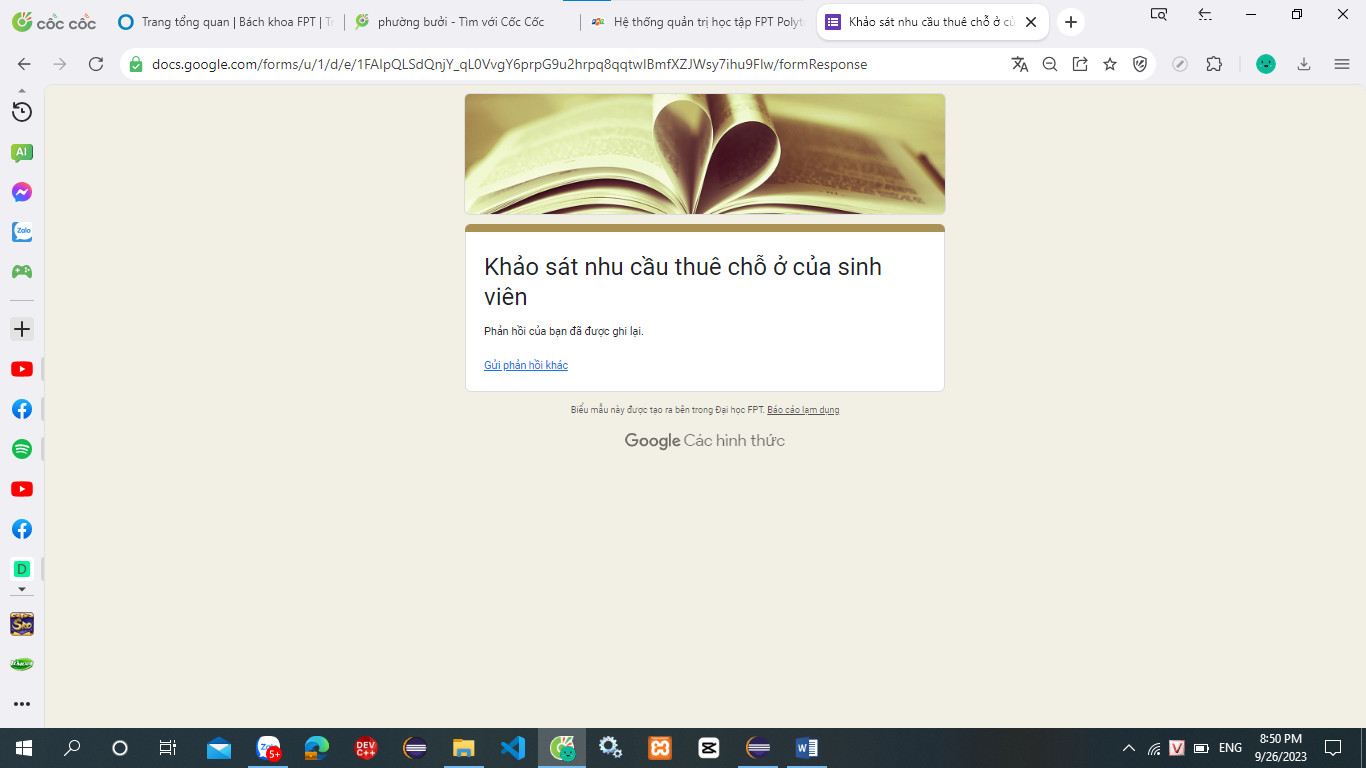 cốc cốc
Trang tổng quan | Bách khoa FPT | Tr
phường bưởi - Tìm với Cốc Cốc
Hệ thống quản trị học tập FPT Polyt
Khảo sát nhu cầu thuê chỗ ở củ
docs.google.com/forms/u/1/d/e/1FAIpQLSdQnjY_qL0VvgY6prpG9u2hrpq8qqtwIBmfXZJWsy7ihu9Flw/formResponse
AI
Zalo
Khảo sát nhu cầu thuê chỗ ở của sinh
viên
Phản hồi của bạn đã được ghi lại.
Gửi phản hồi khác
Biểu mẫu này được tạo ra bên trong Đại học FPT. Báo cáo lạm dụng
Google Các hình thức
D
DEV
C++
5+
V
ENG
8:50 PM
9/26/2023